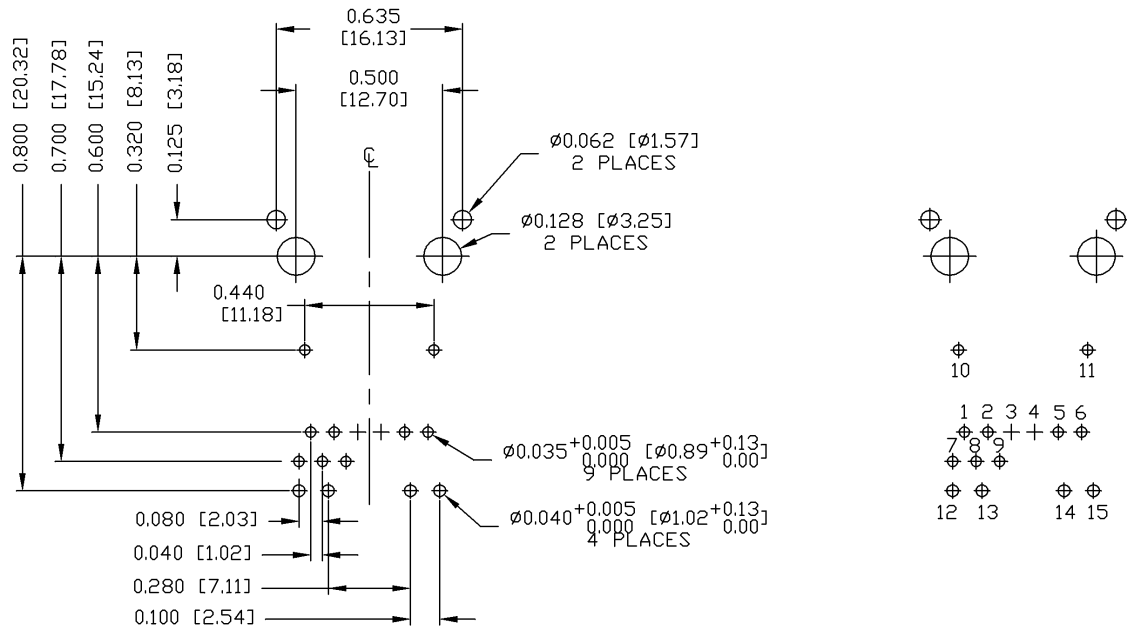 0.635
[16.13]
0.500
[12.70]
0.800 [20.32]
0.700 [17.78]
0.600 [15.24]
0.320 [8.13]
0.125 [3.18]
CL
ø0.062 [ø1.57]
2 PLACES
ø0.128 [ø3.25]
2 PLACES
0.440
[11.18]
ø0.035 +0.005 0.000 [ø0.89 +0.13 0.00]
9 PLACES
ø0.040 +0.005 0.000 [ø1.02 +0.13 0.00]
4 PLACES
0.080 [2.03]
0.040 [1.02]
0.280 [7.11]
0.100 [2.54]
10 11
1 2 3 4 5 6
7 8 9
12 13 14 15